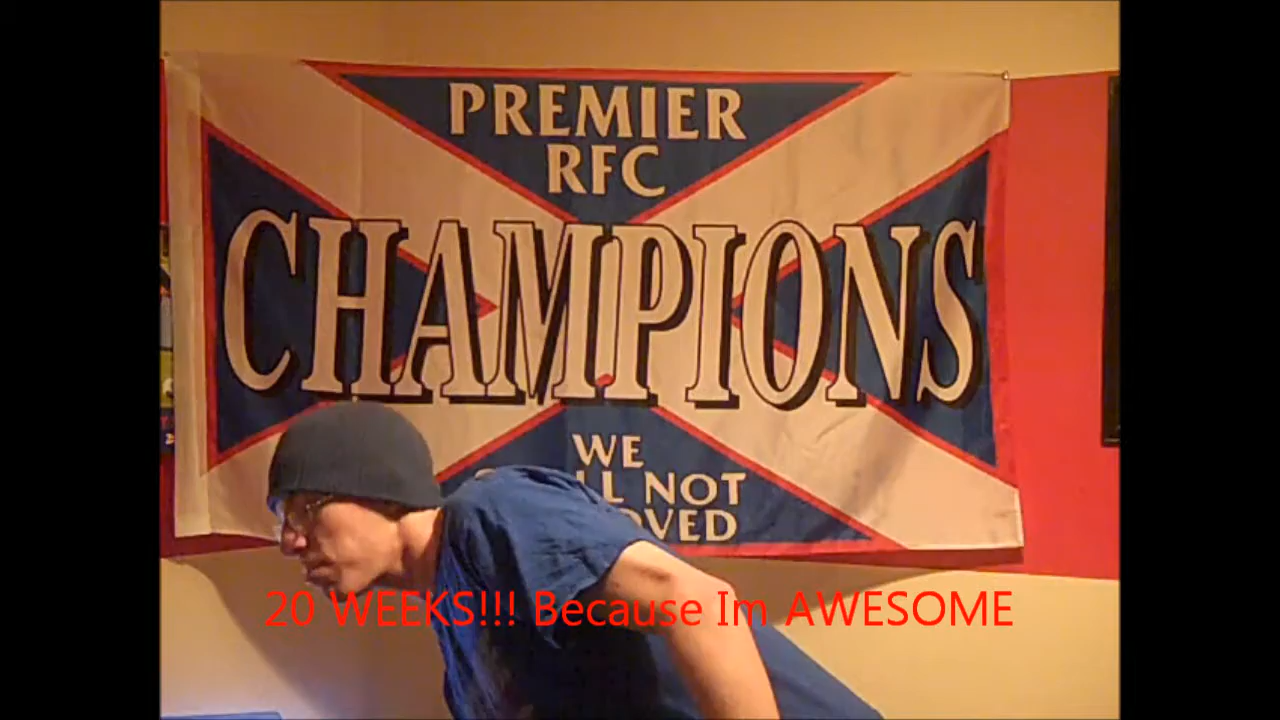 PREMIER
RFC
CHAMPIONS
WE
NOT
20 WEEKS!!! Because Im AWESOME